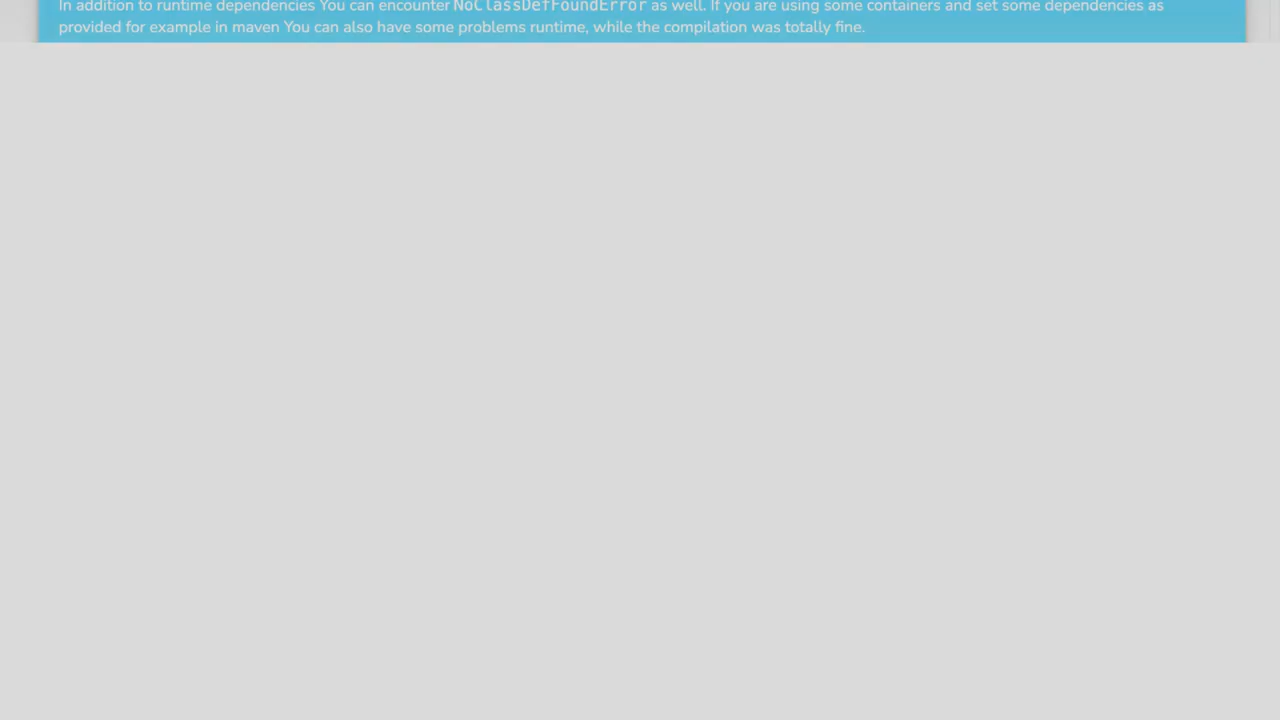 In addition to runtime dependencies You can encounter NoClassDefFoundError as well. If you are using some containers and set some dependencies as
provided for example in maven You can also have some problems runtime, while the compilation was totally fine.